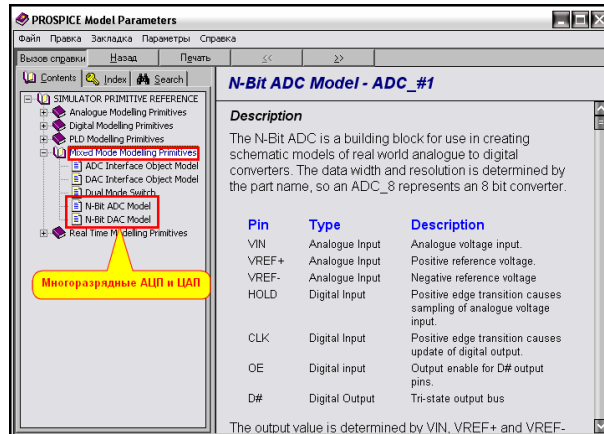 PROSPICE Model Parameters
Файл Правка Закладка Параметры Справка
Вызов справки Назад Печать << >>
Contents Index Search
SIMULATOR PRIMITIVE REFERENCE
Analogue Modelling Primitives
Digital Modelling Primitives
PLD Modelling Primitives
Mixed Mode Modelling Primitives
ADC Interface Object Model
DAC Interface Object Model
Dual Mode Switch
N-Bit ADC Model
N-Bit DAC Model
Real Time Modelling Primitives
Многоразрядные АЦП и ЦАП
N-Bit ADC Model - ADC_#1
Description
The N-Bit ADC is a building block for use in creating
schematic models of real world analogue to digital
converters. The data width and resolution is determined by
the part name, so an ADC_8 represents an 8 bit converter.
Pin Type Description
VIN Analogue Input Analogue voltage input.
VREF+ Analogue Input Positive reference voltage.
VREF- Analogue Input Negative reference voltage
HOLD Digital Input Positive edge transition causes
sampling of analogue voltage
input.
CLK Digital Input Positive edge transition causes
update of digital output.
OE Digital input Output enable for D# output
pins.
D# Digital Output Tri-state output bus
The output value is determined by VIN, VREF+ and VREF-